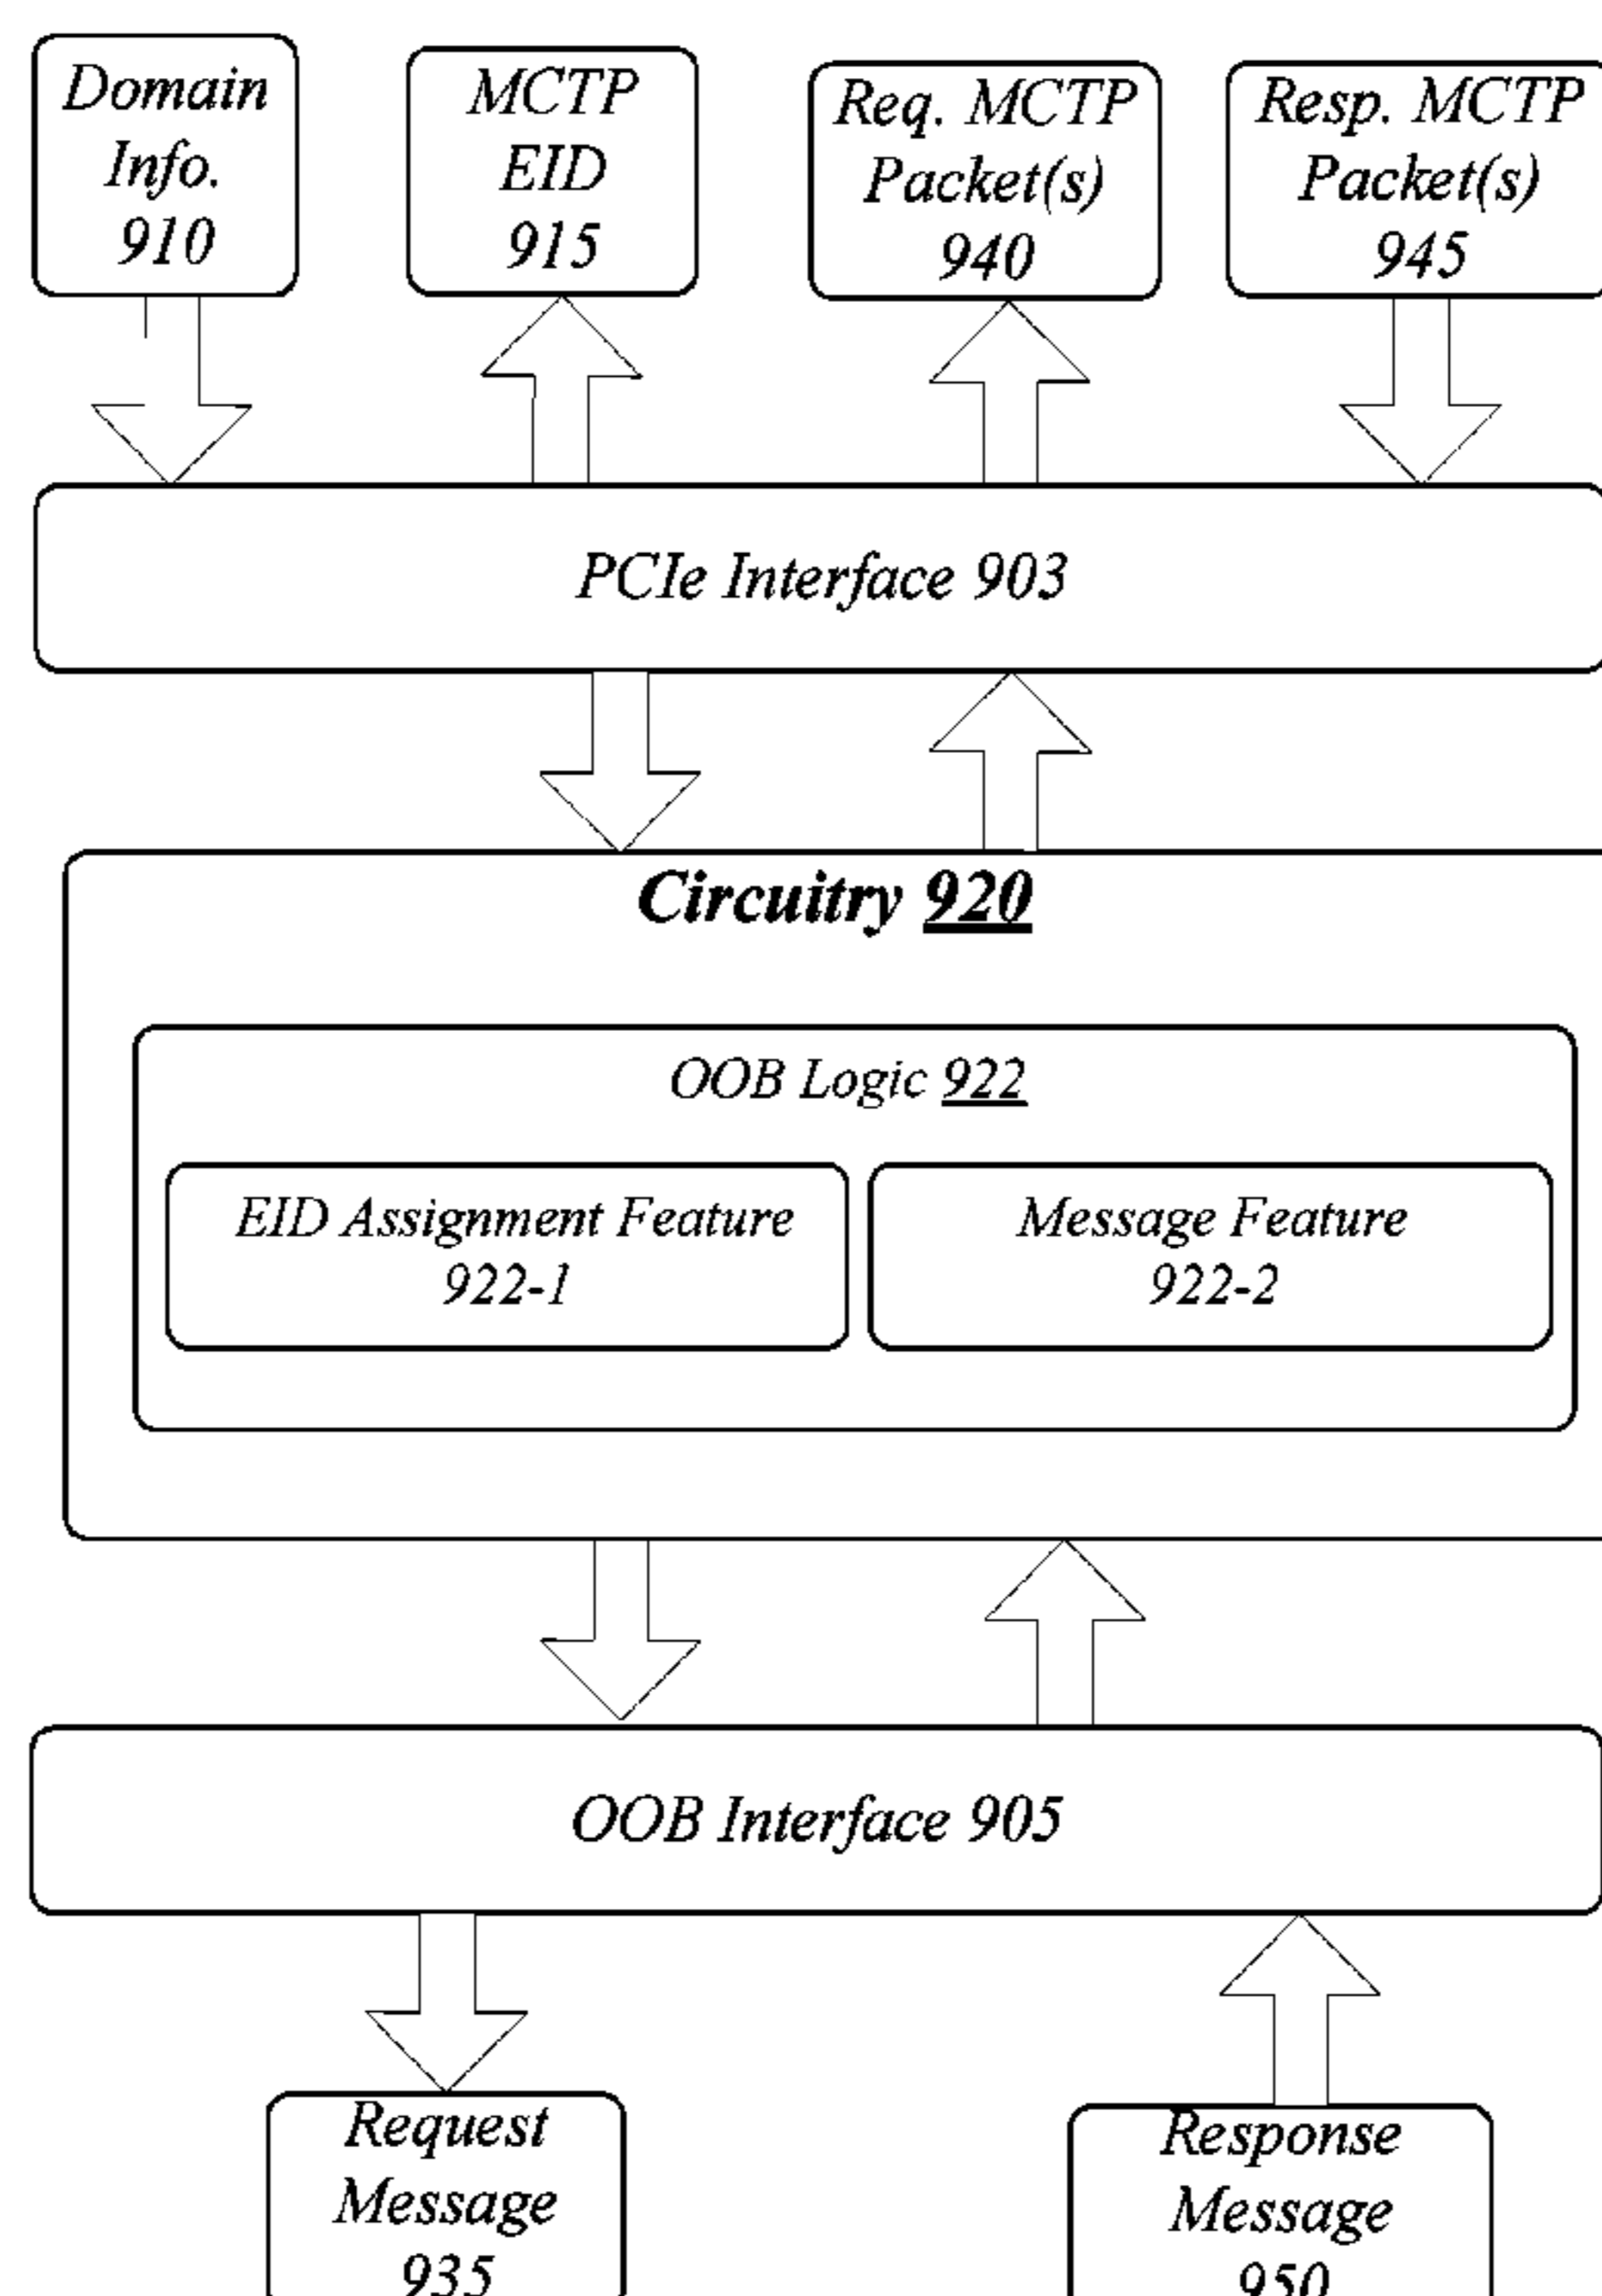 Domain
Info.
910
MCTP
EID
915
Req. MCTP
Packet(s)
940
Resp. MCTP
Packet(s)
945
PCIe Interface 903
Circuitry 920
OOB Logic 922
EID Assignment Feature
922-1
Message Feature
922-2
OOB Interface 905
Request
Message
935
Response
Message
950